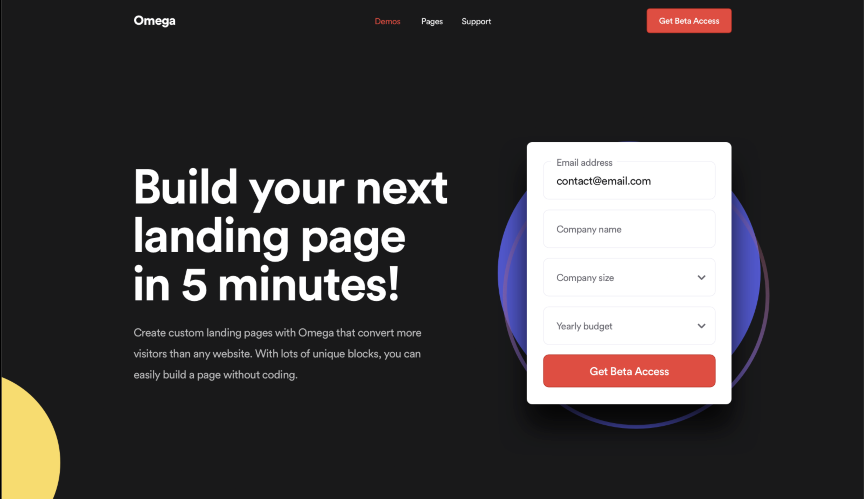 Omega
Demos
Pages
Support
Get Beta Access
Build your next
landing page
in 5 minutes!
Create custom landing pages with Omega that convert more
visitors than any website. With lots of unique blocks, you can
easily build a page without coding.
Email address
contact@email.com
Company name
Company size
Yearly budget
Get Beta Access